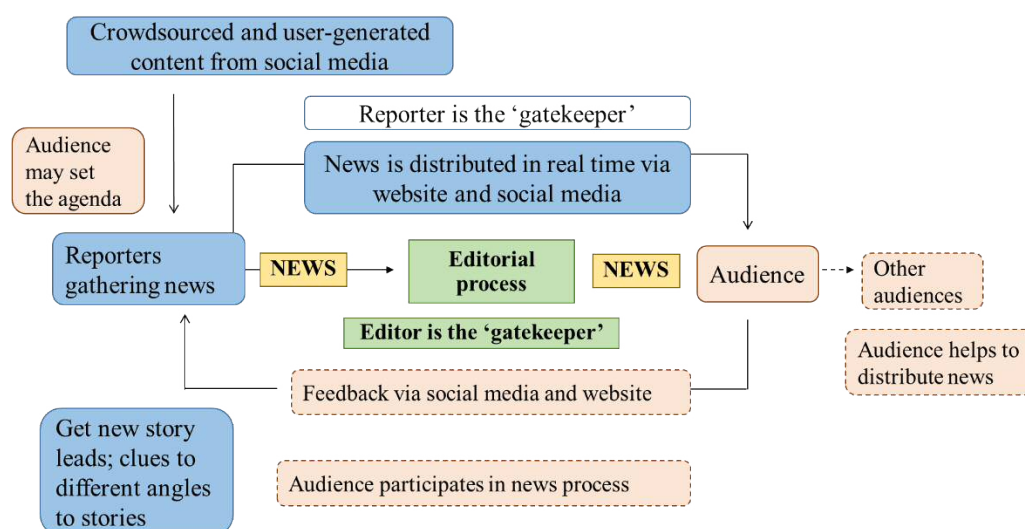 Crowdsourced and user-generated
content from social media
Reporter is the ‘gatekeeper’
Audience
may set
the agenda
News is distributed in real time via
website and social media
Reporters
gathering news
NEWS
Editorial
process
NEWS
Audience
Other
audiences
Editor is the ‘gatekeeper’
Audience helps to
distribute news
Feedback via social media and website
Get new story
leads; clues to
different angles
to stories
Audience participates in news process